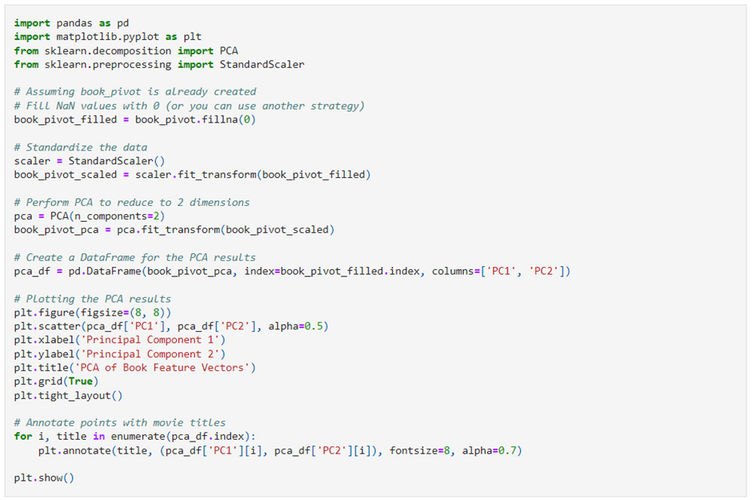 import pandas as pd
import matplotlib.pyplot as plt
from sklearn.decomposition import PCA
from sklearn.preprocessing import StandardScaler

# Assuming book_pivot is already created
# Fill NaN values with 0 (or you can use another strategy)
book_pivot_filled = book_pivot.fillna(0)

# Standardize the data
scaler = StandardScaler()
book_pivot_scaled = scaler.fit_transform(book_pivot_filled)

# Perform PCA to reduce to 2 dimensions
pca = PCA(n_components=2)
book_pivot_pca = pca.fit_transform(book_pivot_scaled)

# Create a DataFrame for the PCA results
pca_df = pd.DataFrame(book_pivot_pca, index=book_pivot_filled.index, columns=['PC1', 'PC2'])

# Plotting the PCA results
plt.figure(figsize=(8, 8))
plt.scatter(pca_df['PC1'], pca_df['PC2'], alpha=0.5)
plt.xlabel('Principal Component 1')
plt.ylabel('Principal Component 2')
plt.title('PCA of Book Feature Vectors')
plt.grid(True)
plt.tight_layout()

# Annotate points with movie titles
for i, title in enumerate(pca_df.index):
    plt.annotate(title, (pca_df['PC1'][i], pca_df['PC2'][i]), fontsize=8, alpha=0.7)

plt.show()